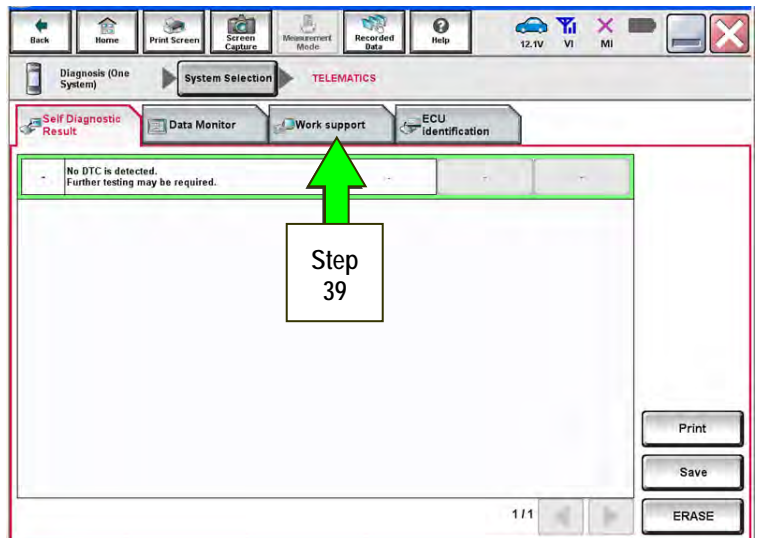 Back
Home
Print Screen
Screen
Capture
Measurement
Mode
Recorded
Data
Help
12.1V
VI
MI
Diagnosis (One
System)
System Selection
TELEMATICS
Self Diagnostic
Result
Data Monitor
Work support
ECU
identification
-
No DTC is detected.
Further testing may be required.
-
-
-
Step
39
Print
Save
1/1
ERASE